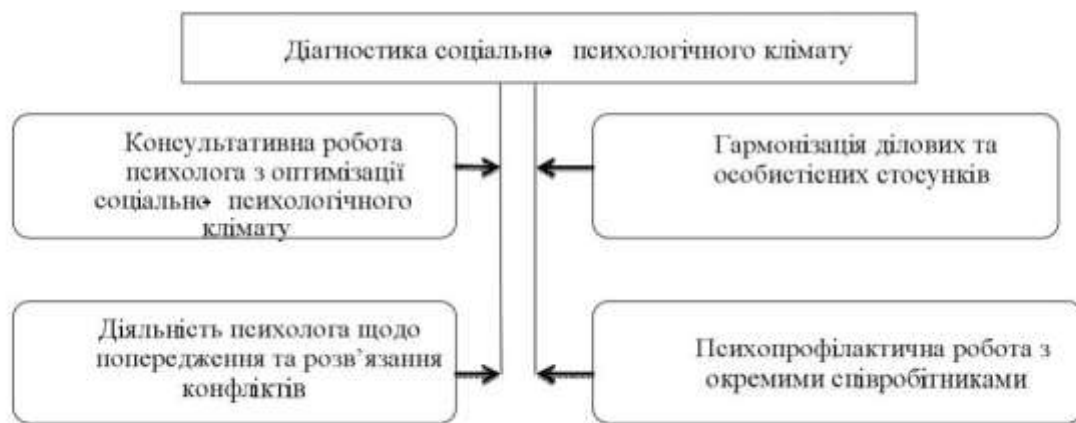 Діагностика соціально- психологічного клімату
Консультативна робота
психолога з оптимізації
соціально- психологічного
клімату
Гармонізація ділових та
особистісних стосунків
Діяльність психолога щодо
попередження та розв’язання
конфліктів
Психопрофілактична робота з
окремими співробітниками